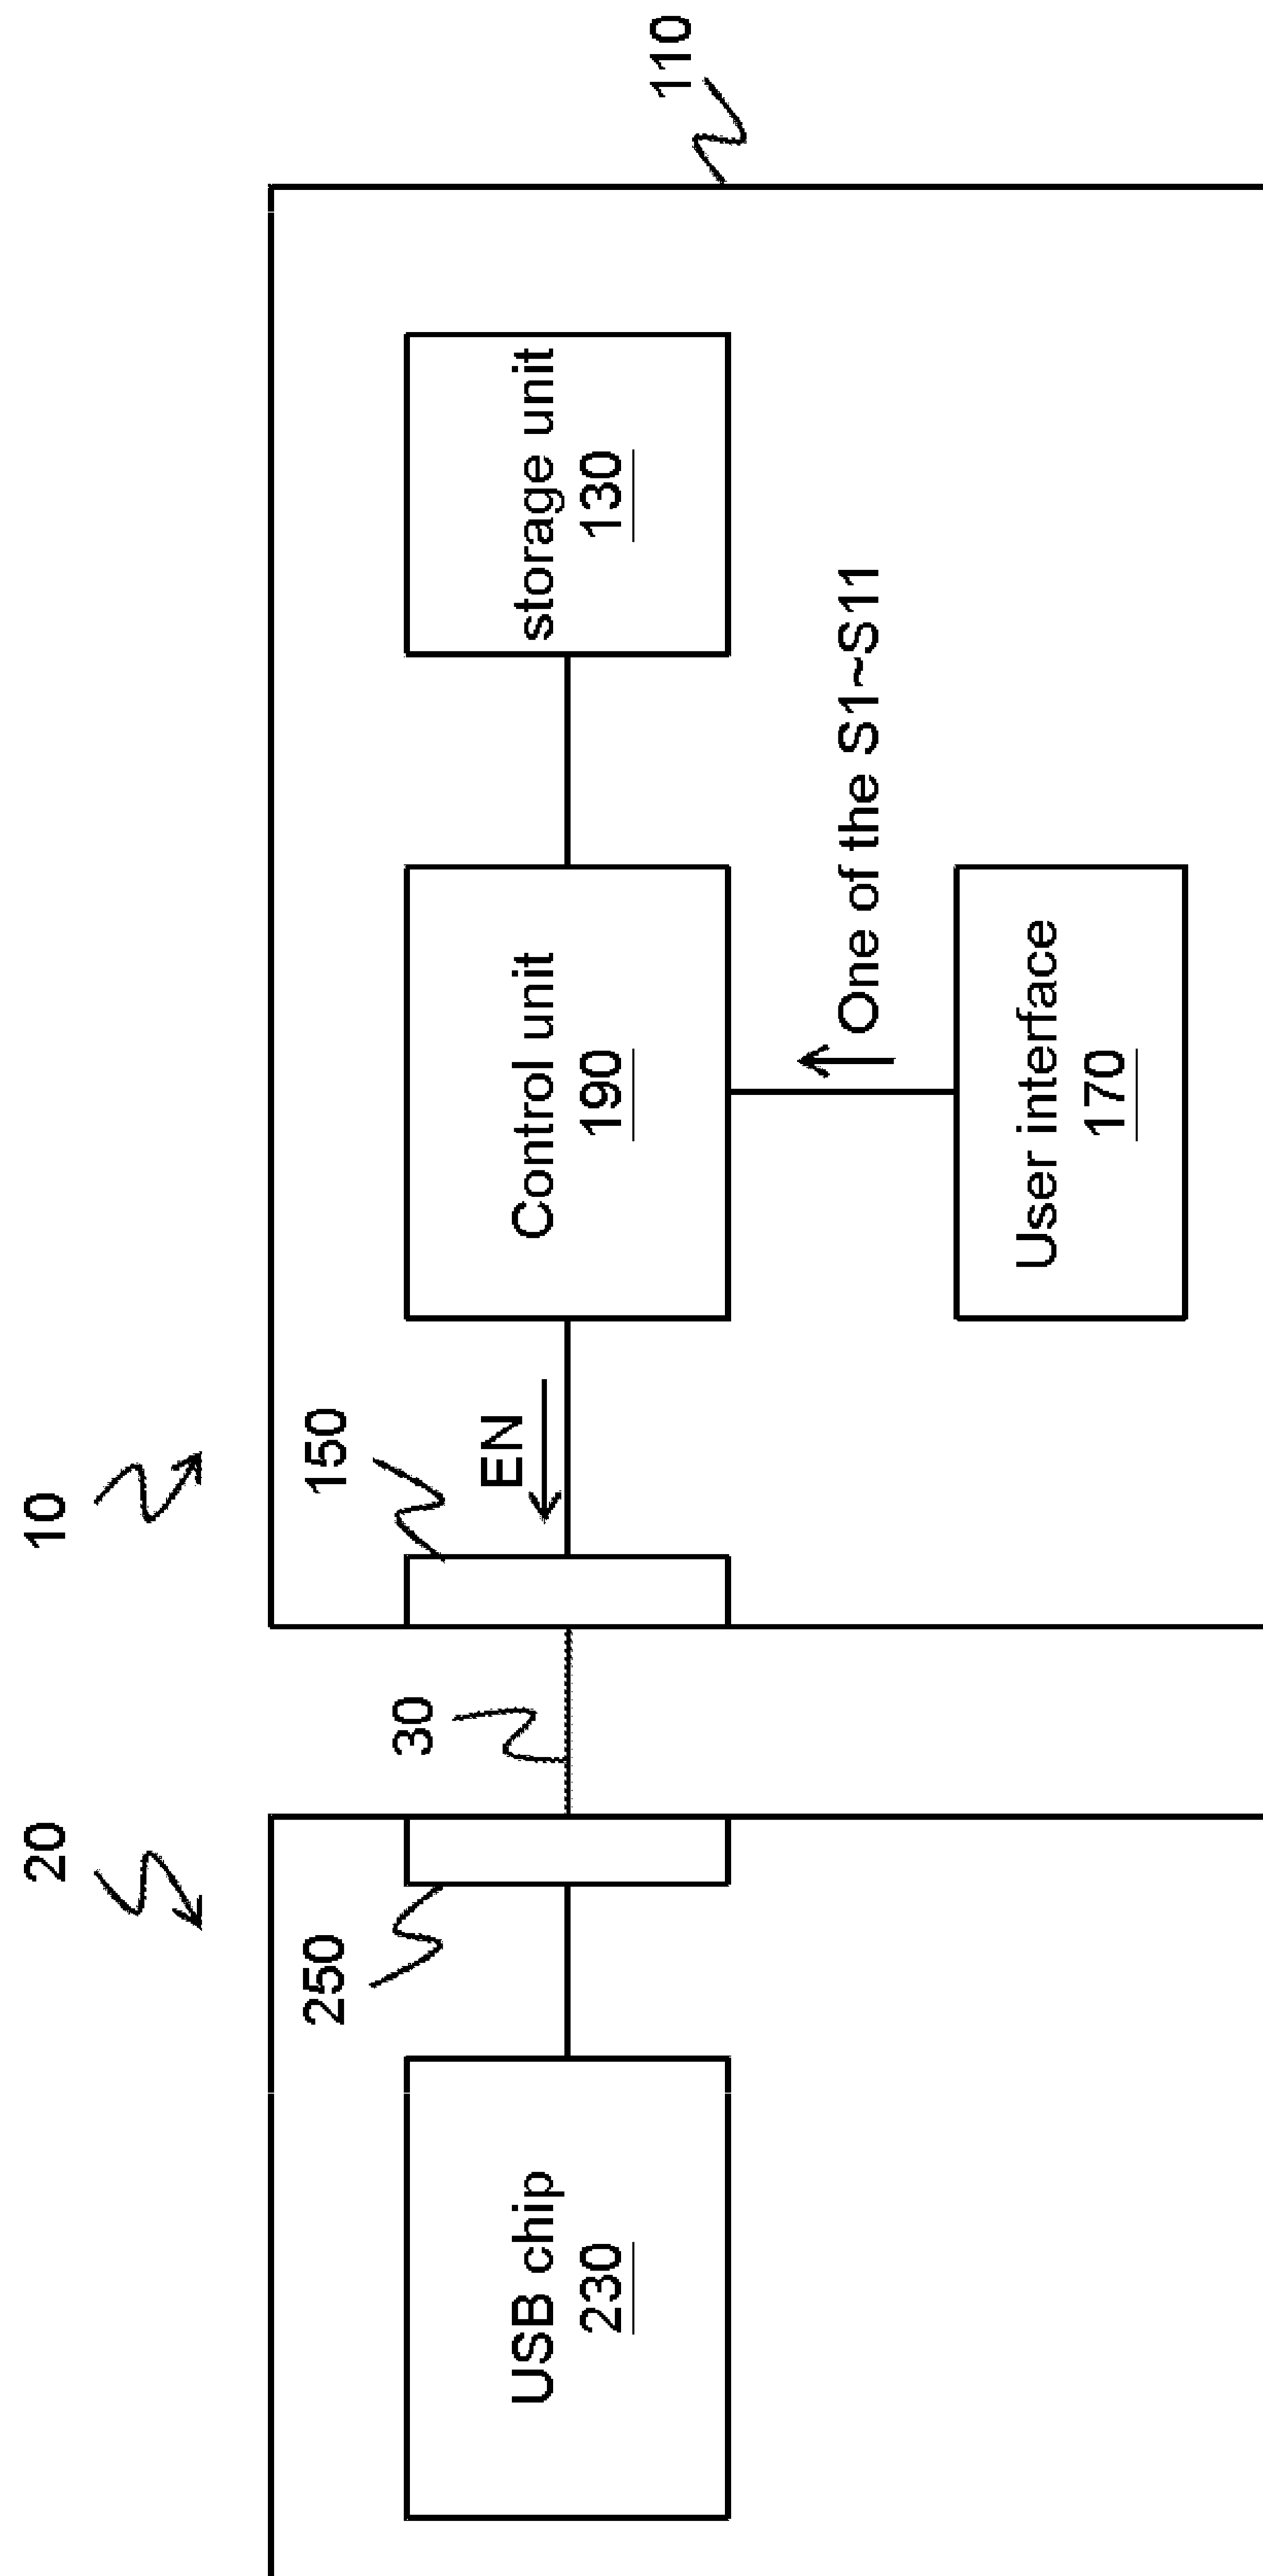 20
10
250
30
150
110
USB chip
230
EN
Control unit
190
storage unit
130
One of the S1~S11
User interface
170